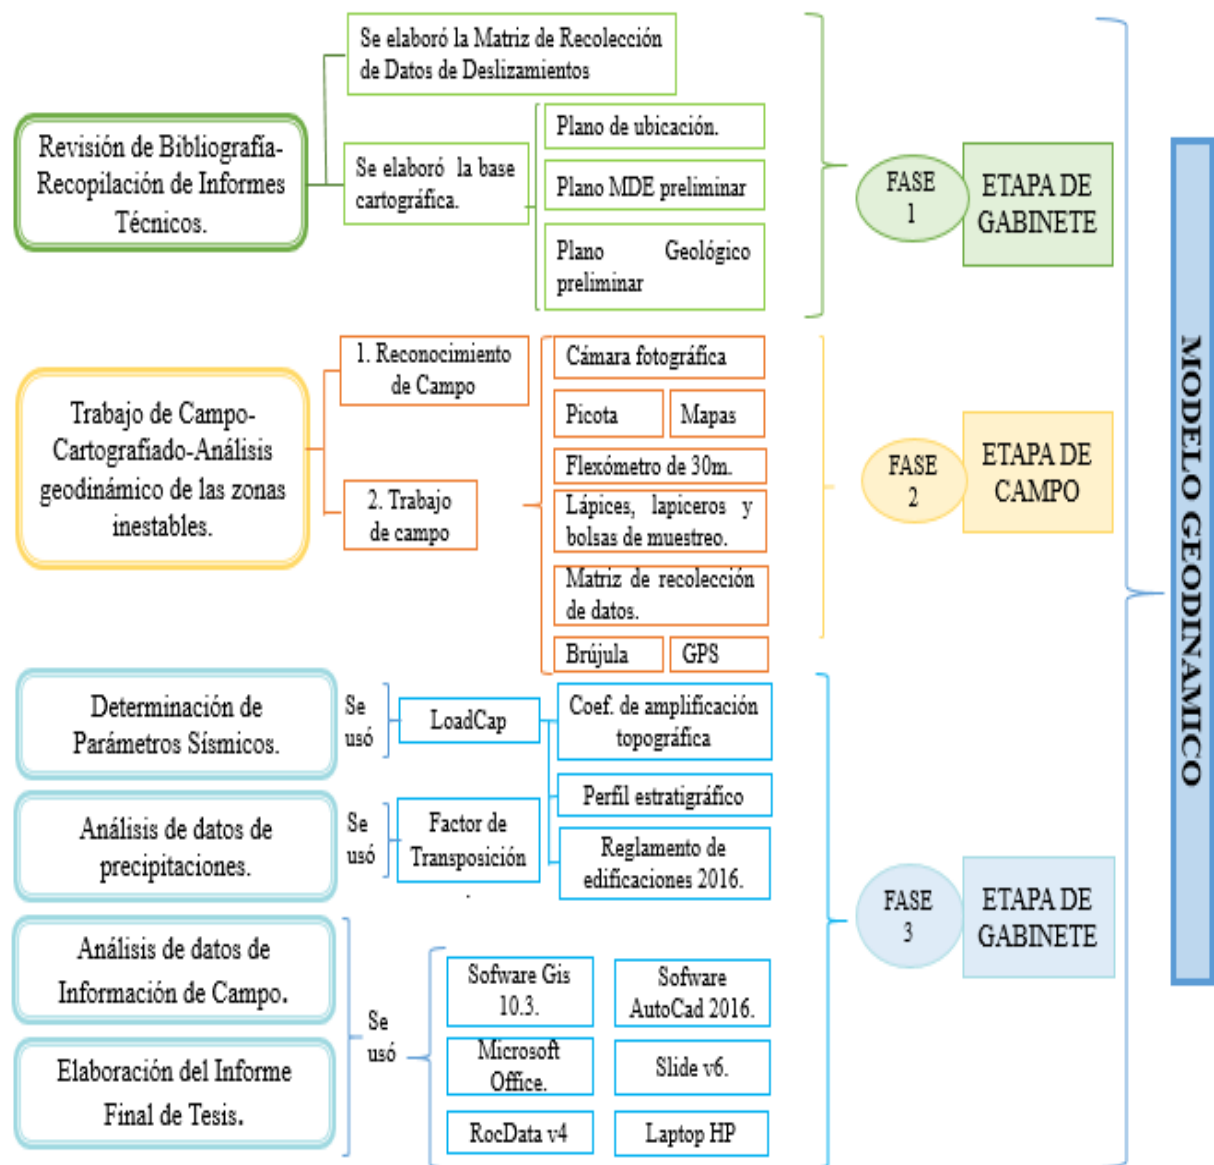 Se elaboró la Matriz de Recolección
de Datos de Deslizamientos
Revisión de Bibliografía-
Recopilación de Informes
Técnicos.
Se elaboró la base
cartográfica.
Plano de ubicación.
Plano MDE preliminar
Plano Geológico
preliminar
FASE
1
ETAPA DE
GABINETE
1. Reconocimiento
de Campo
Trabajo de Campo-
Cartografiado-Análisis
geodinámico de las zonas
inestables.
2. Trabajo
de campo
Cámara fotográfica
Picota
Mapas
Flexómetro de 30m.
Lápices, lapiceros y
bolsas de muestreo.
Matriz de recolección
de datos.
Brújula
GPS
FASE
2
ETAPA DE
CAMPO
Determinación de
Parámetros Sísmicos.
Se
usó
LoadCap
Coef. de amplificación
topográfica
Perfil estratigráfico
Reglamento de
edificaciones 2016.
Análisis de datos de
precipitaciones.
Se
usó
Factor de
Transposición
.
Análisis de datos de
Información de Campo.
Elaboración del Informe
Final de Tesis.
Se
usó
Sofware Gis
10.3.
Sofware
AutoCad 2016.
Microsoft
Office.
Slide v6.
RocData v4
Laptop HP
FASE
3
ETAPA DE
GABINETE
MODELO GEODINAMICO